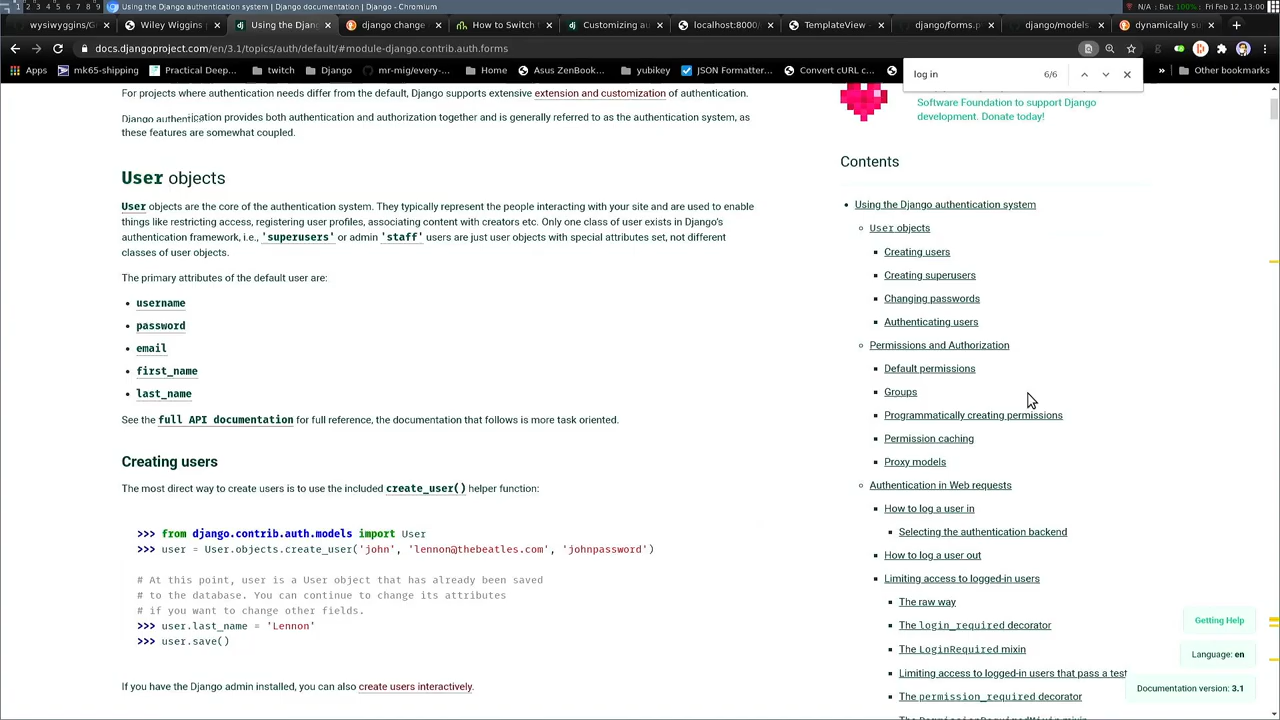 1 2 3 4 5 6 7 8 9 Using the Django authentication system | Django documentation | Django - Chromium N/A Bat: 100% Fri Feb 12, 13:00
wysiwyggins/Gi Wiley Wiggins Using the Djang django change How to Switch Customizing au localhost:8000/ TemplateView django/forms.p django/models. dynamically su
docs.djangoproject.com/en/3.1/topics/auth/default/#module-django.contrib.auth.forms
Apps mk65-shipping Practical Deep... twitch Django mr-mig/every-... Home Asus ZenBook... yubikey JSON Formatter... Convert cURL c... » Other bookmarks
log in 6/6
For projects where authentication needs differ from the default, Django supports extensive extension and customization of authentication.
Django authentication provides both authentication and authorization together and is generally referred to as the authentication system, as
these features are somewhat coupled.
User objects
User objects are the core of the authentication system. They typically represent the people interacting with your site and are used to enable
things like restricting access, registering user profiles, associating content with creators etc. Only one class of user exists in Django's
authentication framework, i.e., 'superusers' or admin 'staff' users are just user objects with special attributes set, not different
classes of user objects.
The primary attributes of the default user are:
• username
• password
• email
• first_name
• last_name
See the full API documentation for full reference, the documentation that follows is more task oriented.
Creating users
The most direct way to create users is to use the included create_user() helper function:
>>> from django.contrib.auth.models import User
>>> user = User.objects.create_user('john', 'lennon@thebeatles.com', 'johnpassword')
# At this point, user is a User object that has already been saved
# to the database. You can continue to change its attributes
# if you want to change other fields.
>>> user.last_name = 'Lennon'
>>> user.save()
If you have the Django admin installed, you can also create users interactively.
Software Foundation to support Django
development. Donate today!
Contents
Using the Django authentication system
User objects
Creating users
Creating superusers
Changing passwords
Authenticating users
Permissions and Authorization
Default permissions
Groups
Programmatically creating permissions
Permission caching
Proxy models
Authentication in Web requests
How to log a user in
Selecting the authentication backend
How to log a user out
Limiting access to logged-in users
The raw way
The login_required decorator
The LoginRequired mixin
Limiting access to logged-in users that pass a test
The permission_required decorator
The PermissionRequiredMixin mixin
Getting Help
Language: en
Documentation version: 3.1